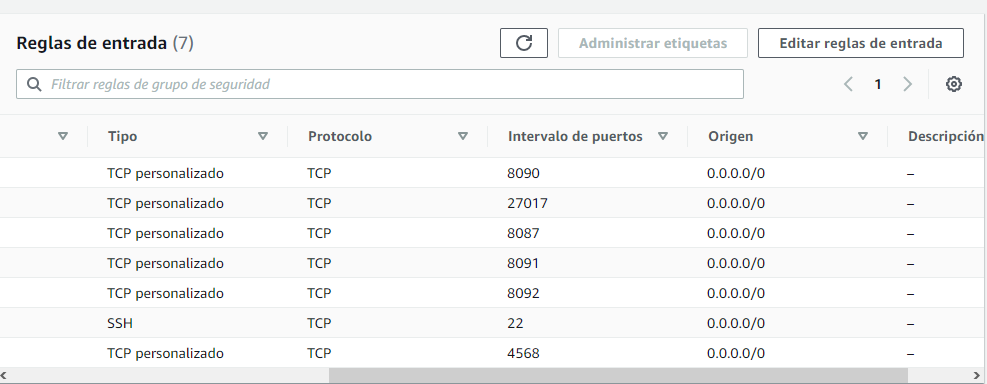 Reglas de entrada (7) Administrar etiquetas Editar reglas de entrada
Filtrar reglas de grupo de seguridad 1
Tipo Protocolo Intervalo de puertos Origen Descripción
TCP personalizado TCP 8090 0.0.0.0/0 –
TCP personalizado TCP 27017 0.0.0.0/0 –
TCP personalizado TCP 8087 0.0.0.0/0 –
TCP personalizado TCP 8091 0.0.0.0/0 –
TCP personalizado TCP 8092 0.0.0.0/0 –
SSH TCP 22 0.0.0.0/0 –
TCP personalizado TCP 4568 0.0.0.0/0 –